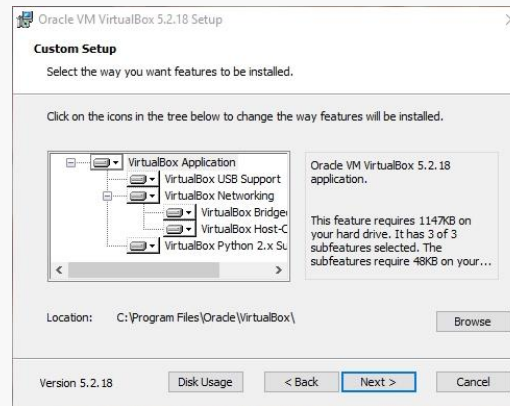 Oracle VM VirtualBox 5.2.18 Setup
Custom Setup
Select the way you want features to be installed.
Click on the icons in the tree below to change the way features will be installed.
VirtualBox Application
VirtualBox USB Support
VirtualBox Networking
VirtualBox Bridge
VirtualBox Host-C
VirtualBox Python 2.x Su
Oracle VM VirtualBox 5.2.18
application.
This feature requires 1147KB on
your hard drive. It has 3 of 3
subfeatures selected. The
subfeatures require 48KB on your...
Location: C:\Program Files\Oracle\VirtualBox\
Browse
Version 5.2.18 Disk Usage < Back Next > Cancel